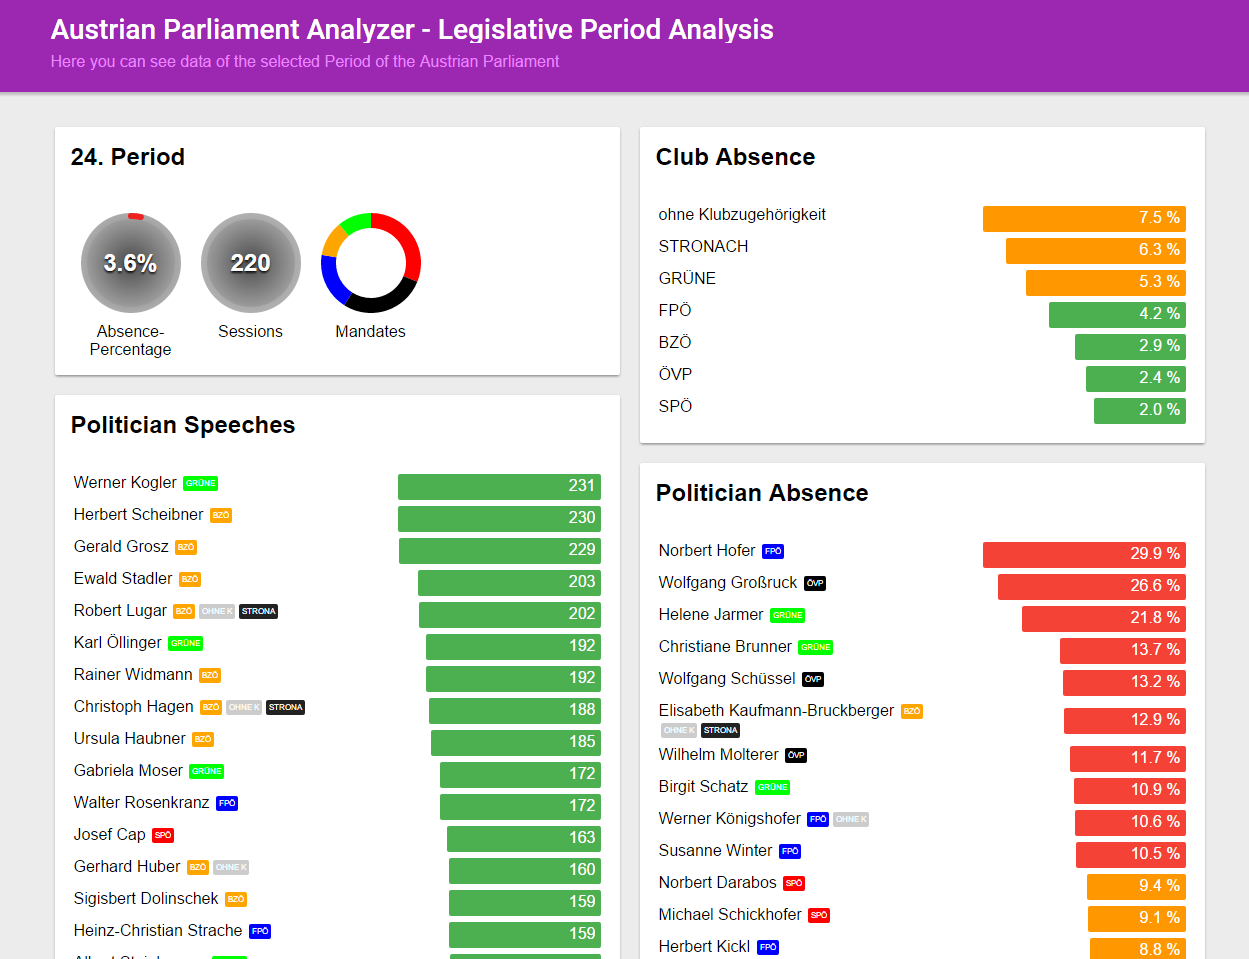 Austrian Parliament Analyzer - Legislative Period Analysis
Here you can see data of the selected Period of the Austrian Parliament
24. Period
3.6%
220
Absence-
Percentage
Sessions
Mandates
Politician Speeches
Werner Kogler GRÜNE 231
Herbert Scheibner BZÖ 230
Gerald Grosz BZÖ 229
Ewald Stadler BZÖ 203
Robert Lugar BZÖ OHNE K STRONA 202
Karl Öllinger GRÜNE 192
Rainer Widmann BZÖ 192
Christoph Hagen BZÖ OHNE K STRONA 188
Ursula Haubner BZÖ 185
Gabriela Moser GRÜNE 172
Walter Rosenkranz FPÖ 172
Josef Cap SPÖ 163
Gerhard Huber BZÖ OHNE K 160
Sigisbert Dolinschek BZÖ 159
Heinz-Christian Strache FPÖ 159
Club Absence
ohne Klubzugehörigkeit 7.5 %
STRONACH 6.3 %
GRÜNE 5.3 %
FPÖ 4.2 %
BZÖ 2.9 %
ÖVP 2.4 %
SPÖ 2.0 %
Politician Absence
Norbert Hofer FPÖ 29.9 %
Wolfgang Großruck ÖVP 26.6 %
Helene Jarmer GRÜNE 21.8 %
Christiane Brunner GRÜNE 13.7 %
Wolfgang Schüssel ÖVP 13.2 %
Elisabeth Kaufmann-Bruckberger BZÖ 12.9 %
OHNE K STRONA
Wilhelm Molterer ÖVP 11.7 %
Birgit Schatz GRÜNE 10.9 %
Werner Königshofer FPÖ OHNE K 10.6 %
Susanne Winter FPÖ 10.5 %
Norbert Darabos SPÖ 9.4 %
Michael Schickhofer SPÖ 9.1 %
Herbert Kickl FPÖ 8.8 %